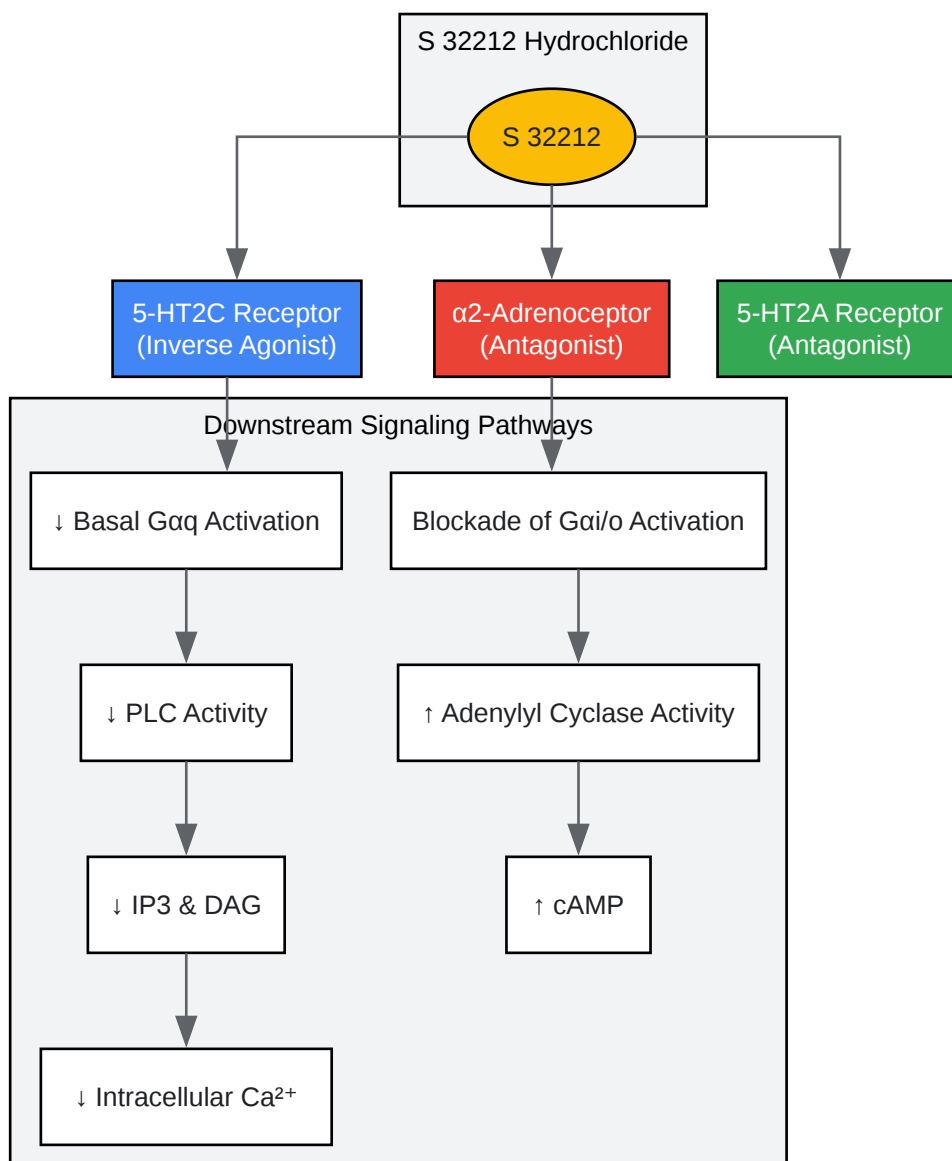 S 32212 Hydrochloride
S 32212
5-HT2C Receptor
(Inverse Agonist)
α2-Adrenoceptor
(Antagonist)
5-HT2A Receptor
(Antagonist)
Downstream Signaling Pathways
↓ Basal Gαq Activation
Blockade of Gαi/o Activation
↓ PLC Activity
↑ Adenylyl Cyclase Activity
↓ IP3 & DAG
↑ cAMP
↓ Intracellular Ca²⁺